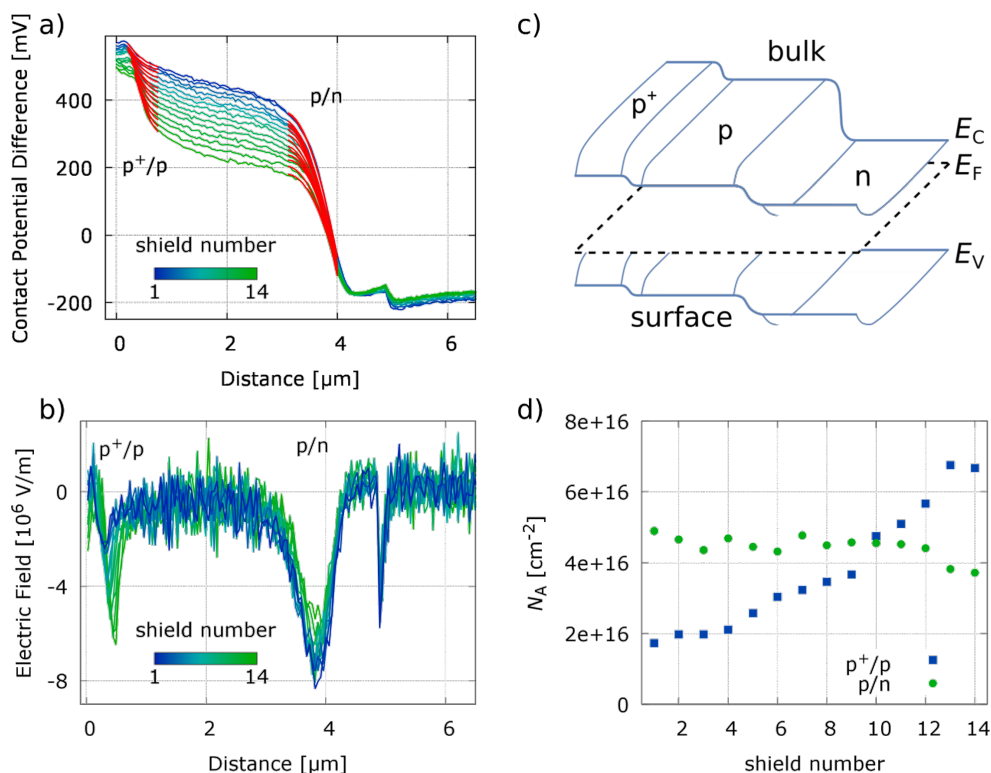 a)
Contact Potential Difference [mV]
400
200
0
-200
p/n
p⁺/p
shield number
1 14
0 2 4 6
Distance [µm]
c)
bulk
p⁺
p
n
E_C
E_F
E_V
surface
b)
Electric Field [10⁶ V/m]
0
-4
-8
p⁺/p p/n
shield number
1 14
0 2 4 6
Distance [µm]
d)
N_A [cm⁻²]
8e+16
6e+16
4e+16
2e+16
0
p⁺/p
p/n
2 4 6 8 10 12 14
shield number